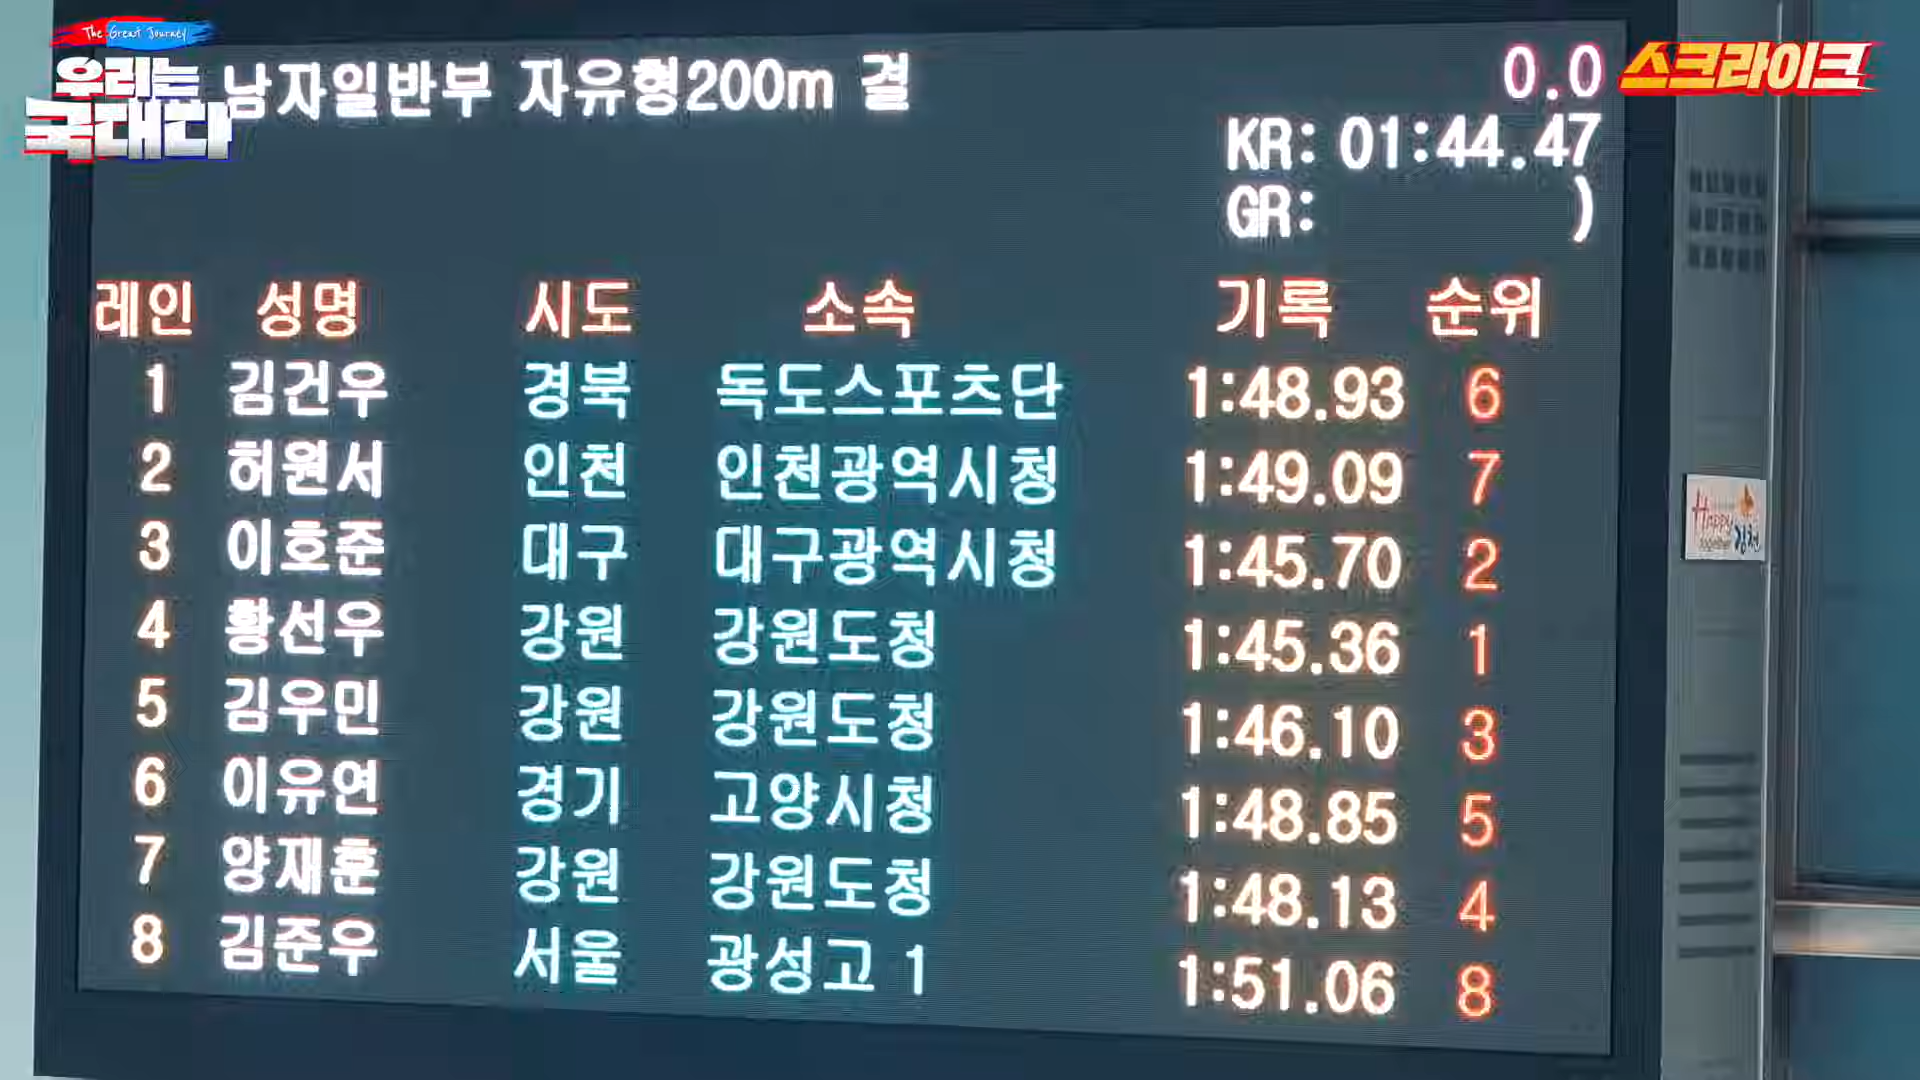 The Great Journey
우리는
국대다
스크라이크
남자일반부 자유형200m 결
0.0
KR: 01:44.47
GR: )
레인 성명 시도 소속 기록 순위
1 김건우 경북 독도스포츠단 1:48.93 6
2 허원서 인천 인천광역시청 1:49.09 7
3 이호준 대구 대구광역시청 1:45.70 2
4 황선우 강원 강원도청 1:45.36 1
5 김우민 강원 강원도청 1:46.10 3
6 이유연 경기 고양시청 1:48.85 5
7 양재훈 강원 강원도청 1:48.13 4
8 김준우 서울 광성고 1 1:51.06 8
Happy
together 김천